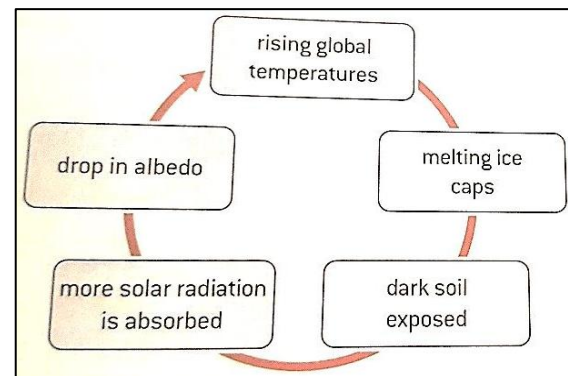 rising global
temperatures
melting ice
caps
dark soil
exposed
more solar radiation
is absorbed
drop in albedo